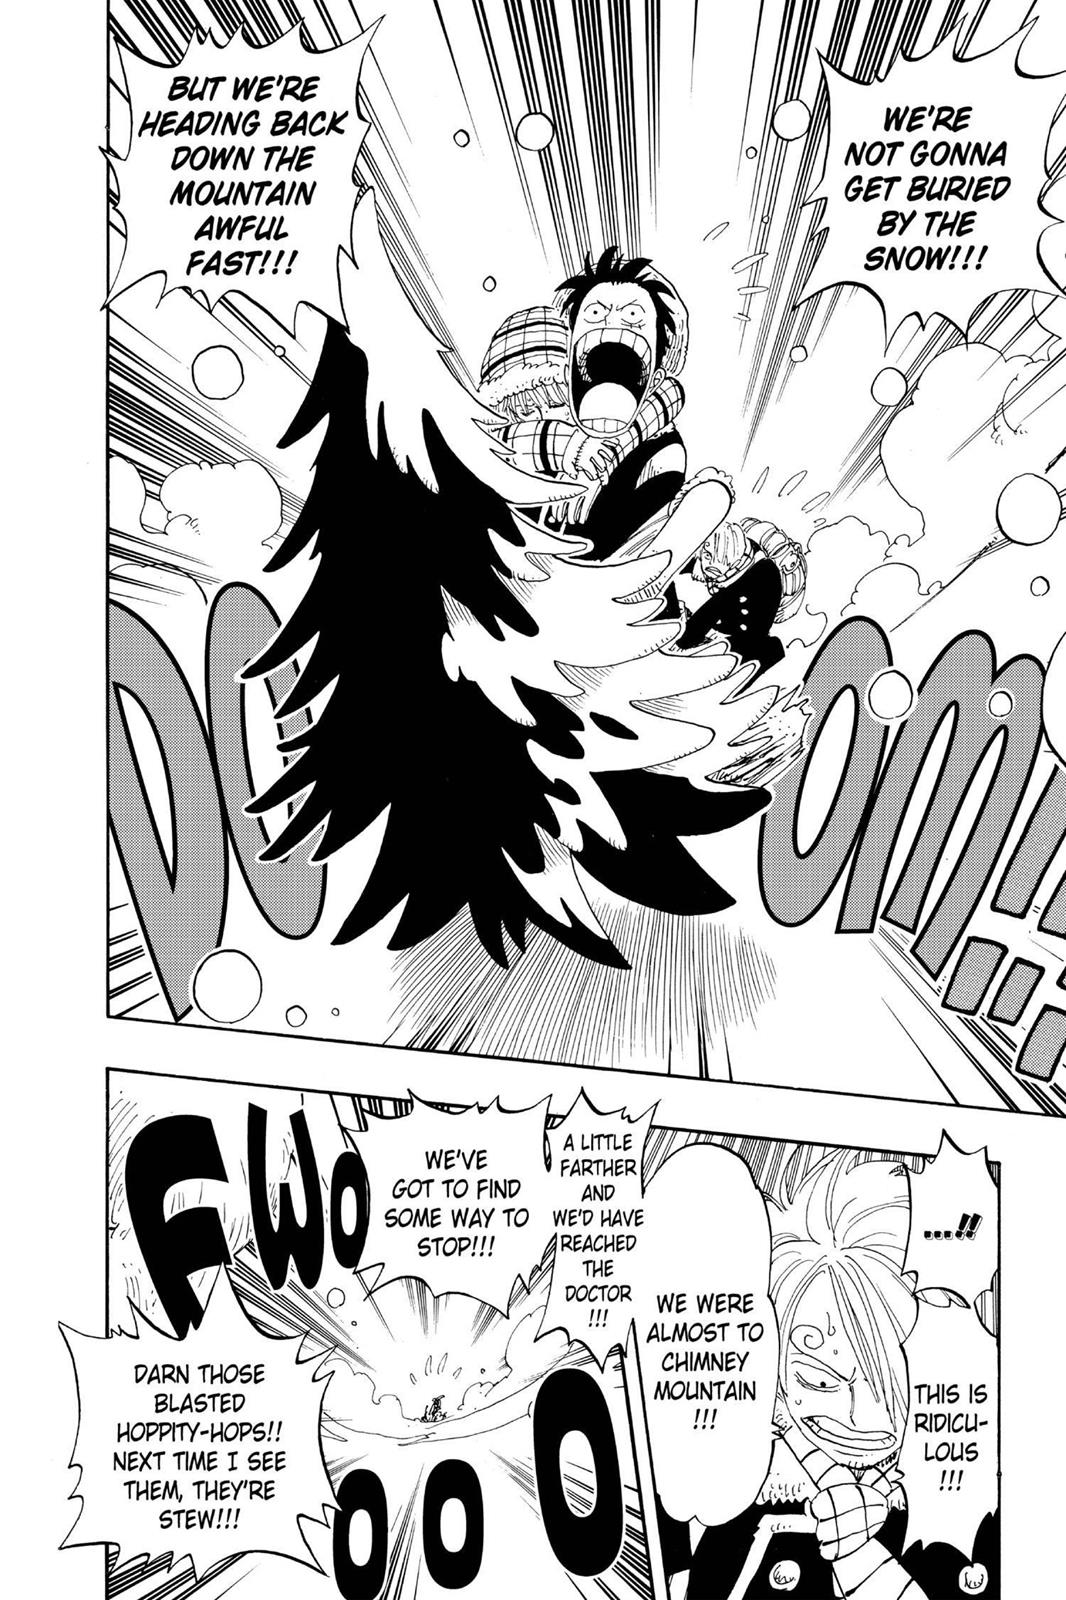 WE'RE
NOT GONNA
GET BURIED
BY THE
SNOW!!!
BUT WE'RE
HEADING BACK
DOWN THE
MOUNTAIN
AWFUL
FAST!!!
DOOM!!!
....!!
THIS IS
RIDICU-
LOUS
!!!
WE WERE
ALMOST TO
CHIMNEY
MOUNTAIN
!!!
A LITTLE
FARTHER
AND
WE'D HAVE
REACHED
THE
DOCTOR
!!!
WE'VE
GOT TO FIND
SOME WAY TO
STOP!!!
FWO
OOO
DARN THOSE
BLASTED
HOPPITY-HOPS!!
NEXT TIME I SEE
THEM, THEY'RE
STEW!!!